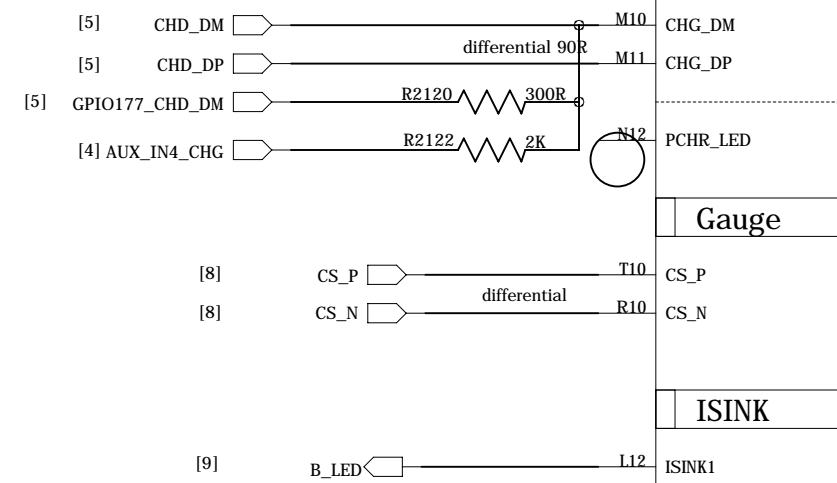 [5] CHD_DM M10 CHG_DM
differential 90R
[5] CHD_DP M11 CHG_DP
[5] GPIO177_CHD_DM R2120 300R
N12 PCHR_LED
[4] AUX_IN4_CHG R2122 2K
Gauge
[8] CS_P T10 CS_P
differential
[8] CS_N R10 CS_N
ISINK
[9] B_LED L12 ISINK1